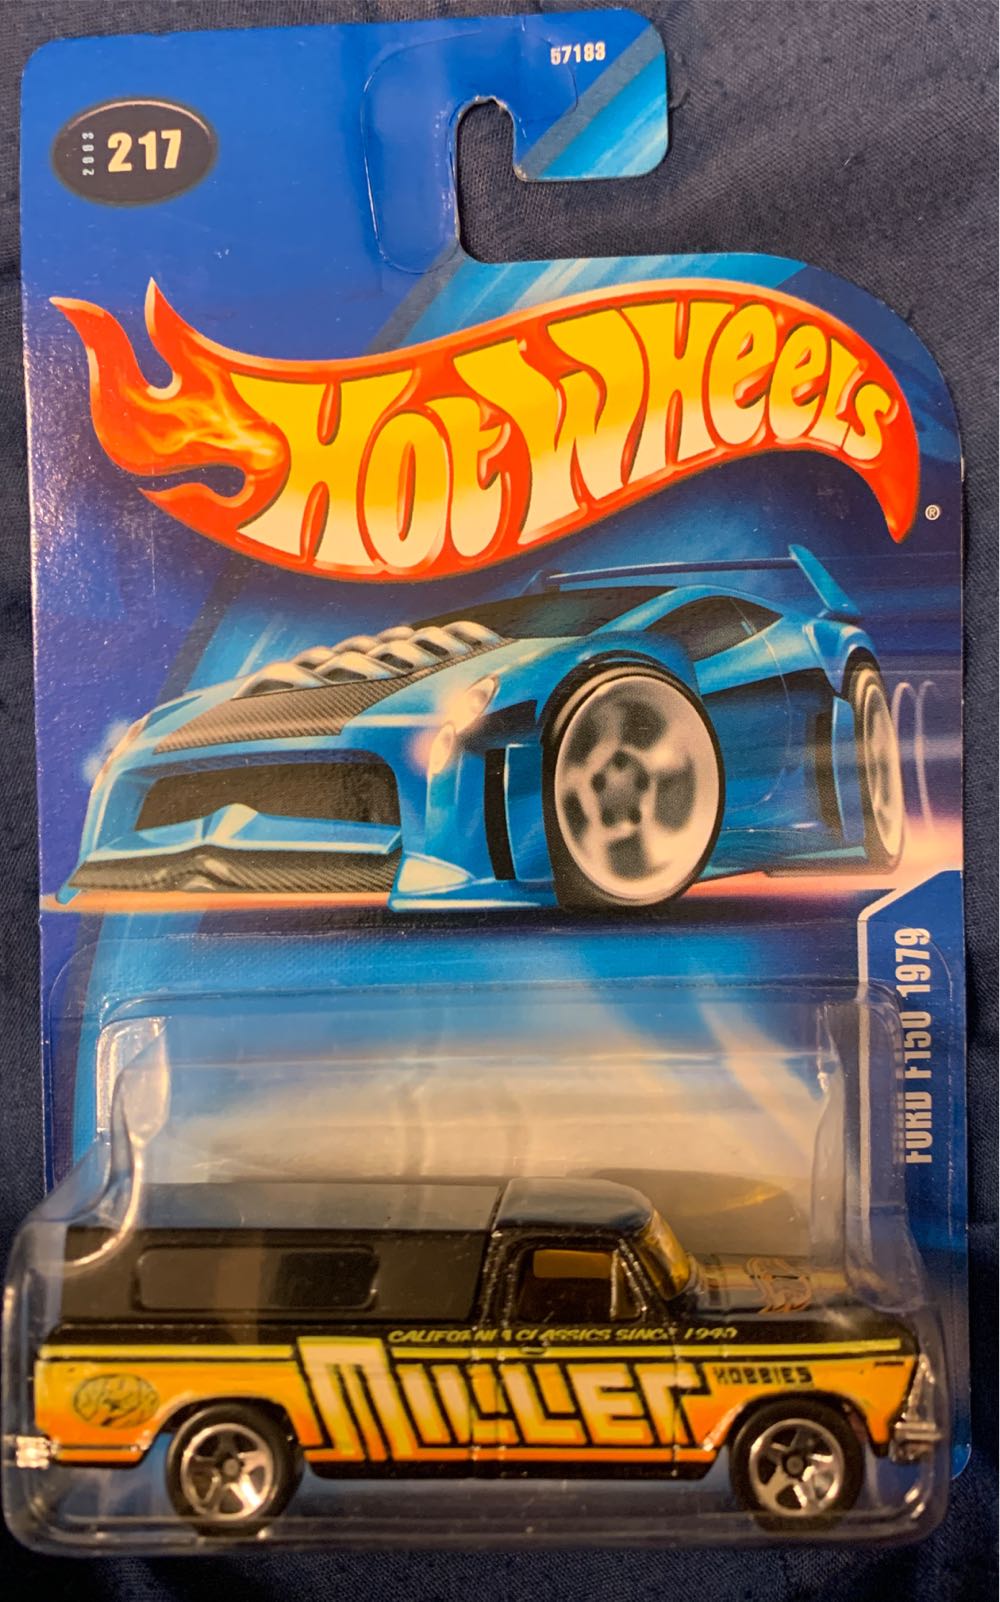 57183
2003 217
Hot Wheels ®
FORD F150 1979
CALIFORNIA CLASSICS SINCE 1940
MILLER
HOBBIES